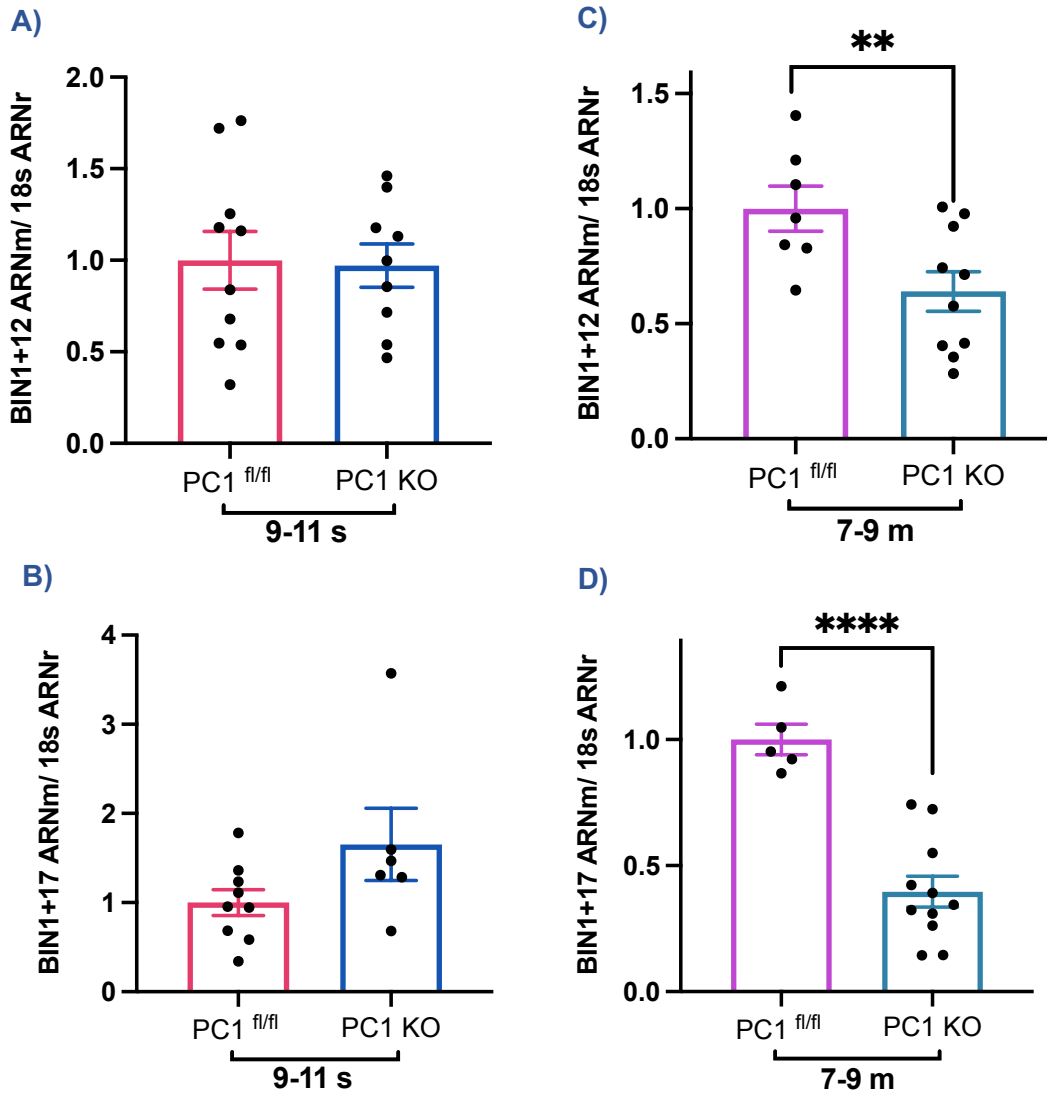 A)
BIN1+12 ARNm/ 18s ARNr
2.0
1.5
1.0
0.5
0.0
PC1 fl/fl
PC1 KO
9-11 s
C)
**
BIN1+12 ARNm/ 18s ARNr
1.5
1.0
0.5
0.0
PC1 fl/fl
PC1 KO
7-9 m
B)
BIN1+17 ARNm/ 18s ARNr
4
3
2
1
0
PC1 fl/fl
PC1 KO
9-11 s
D)
****
BIN1+17 ARNm/ 18s ARNr
1.0
0.5
0.0
PC1 fl/fl
PC1 KO
7-9 m